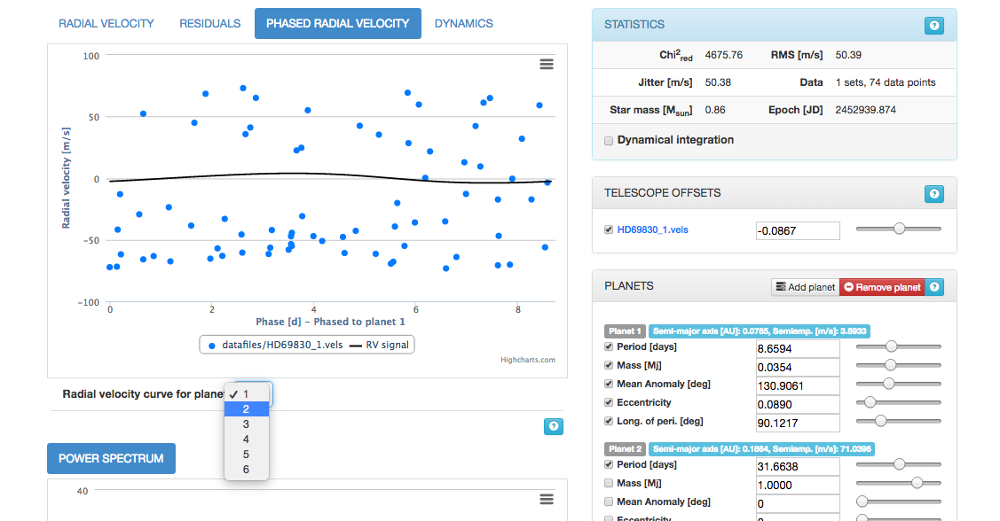 RADIAL VELOCITY RESIDUALS PHASED RADIAL VELOCITY DYNAMICS
100
50
0
−50
−100
Radial velocity [m/s]
0 2 4 6 8
Phase [d] – Phased to planet 1
datafiles/HD69830_1.vels RV signal
Highcharts.com
Radial velocity curve for planet
✓ 1
2
3
4
5
6
?
POWER SPECTRUM
40
STATISTICS ?
Chi²red 4675.76 RMS [m/s] 50.39
Jitter [m/s] 50.38 Data 1 sets, 74 data points
Star mass [Msun] 0.86 Epoch [JD] 2452939.874
Dynamical integration
TELESCOPE OFFSETS ?
HD69830_1.vels -0.0867
PLANETS Add planet Remove planet ?
Planet 1 Semi-major axis [AU]: 0.0785, Semiamp. [m/s]: 3.8933
Period [days] 8.6594
Mass [Mj] 0.0354
Mean Anomaly [deg] 130.9061
Eccentricity 0.0890
Long. of peri. [deg] 90.1217
Planet 2 Semi-major axis [AU]: 0.1864, Semiamp. [m/s]: 71.0396
Period [days] 31.6638
Mass [Mj] 1.0000
Mean Anomaly [deg] 0
Eccentricity 0